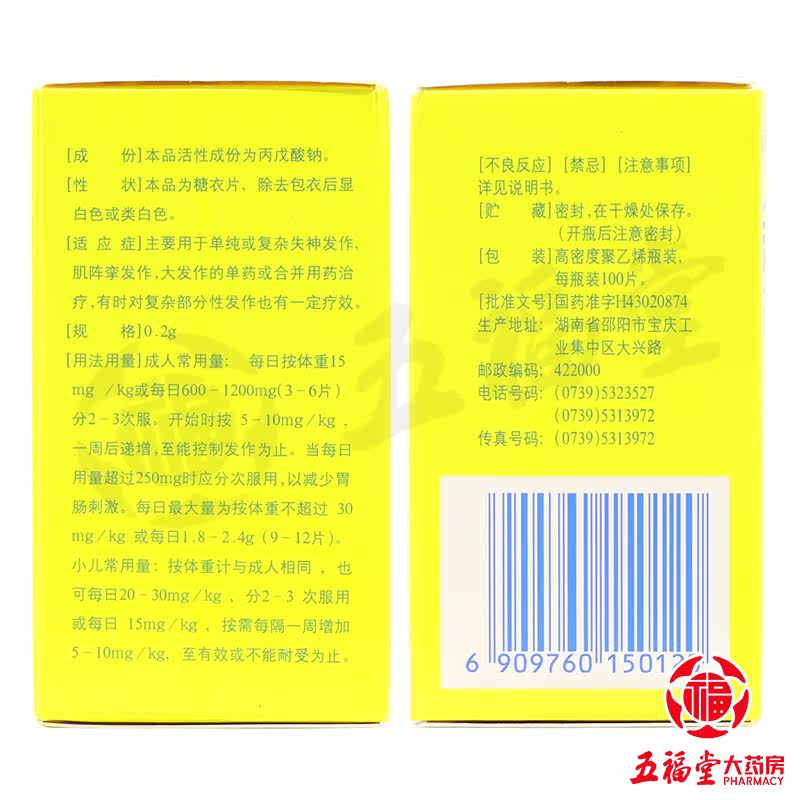 [成　份]本品活性成份为丙戊酸钠。
[性　状]本品为糖衣片，除去包衣后显
白色或类白色。
[适 应 症]主要用于单纯或复杂失神发作，
肌阵挛发作，大发作的单药或合并用药治
疗，有时对复杂部分性发作也有一定疗效。
[规　格]0.2g
[用法用量]成人常用量：每日按体重15
mg /kg或每日600-1200mg(3-6片)
分2-3次服。开始时按 5-10mg/kg，
一周后递增，至能控制发作为止。当每日
用量超过250mg时应分次服用，以减少胃
肠刺激。每日最大量为按体重不超过 30
mg/kg 或每日1.8-2.4g (9-12片)。
小儿常用量：按体重计与成人相同，也
可每日20-30mg/kg、分2-3 次服用
或每日 15mg/kg，按需每隔一周增加
5-10mg/kg，至有效或不能耐受为止。
[不良反应] [禁忌] [注意事项]
详见说明书。
[贮　藏]密封，在干燥处保存。
（开瓶后注意密封）
[包　装]高密度聚乙烯瓶装，
每瓶装100片。
[批准文号]国药准字H43020874
生产地址：湖南省邵阳市宝庆工
业集中区大兴路
邮政编码：422000
电话号码：(0739)5323527
(0739)5313972
传真号码：(0739)5313972
6 909760 15012
五福堂
福
五福堂大药房
PHARMACY